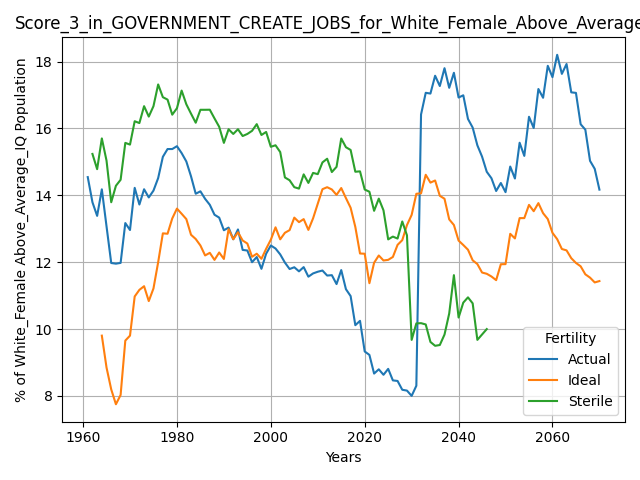 Score_3_in_GOVERNMENT_CREATE_JOBS_for_White_Female_Above_Average
% of White_Female Above_Average_IQ Population
18
16
14
12
10
8
1960
1980
2000
2020
2040
2060
Years
Fertility
Actual
Ideal
Sterile